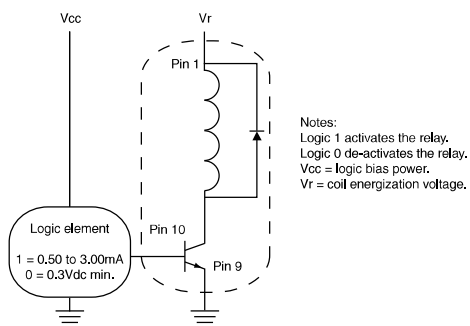 Vcc
Vr
Pin 1
Notes:
Logic 1 activates the relay.
Logic 0 de-activates the relay.
Vcc = logic bias power.
Vr = coil energization voltage.
Pin 10
Logic element
1 = 0.50 to 3.00mA
0 = 0.3Vdc min.
Pin 9